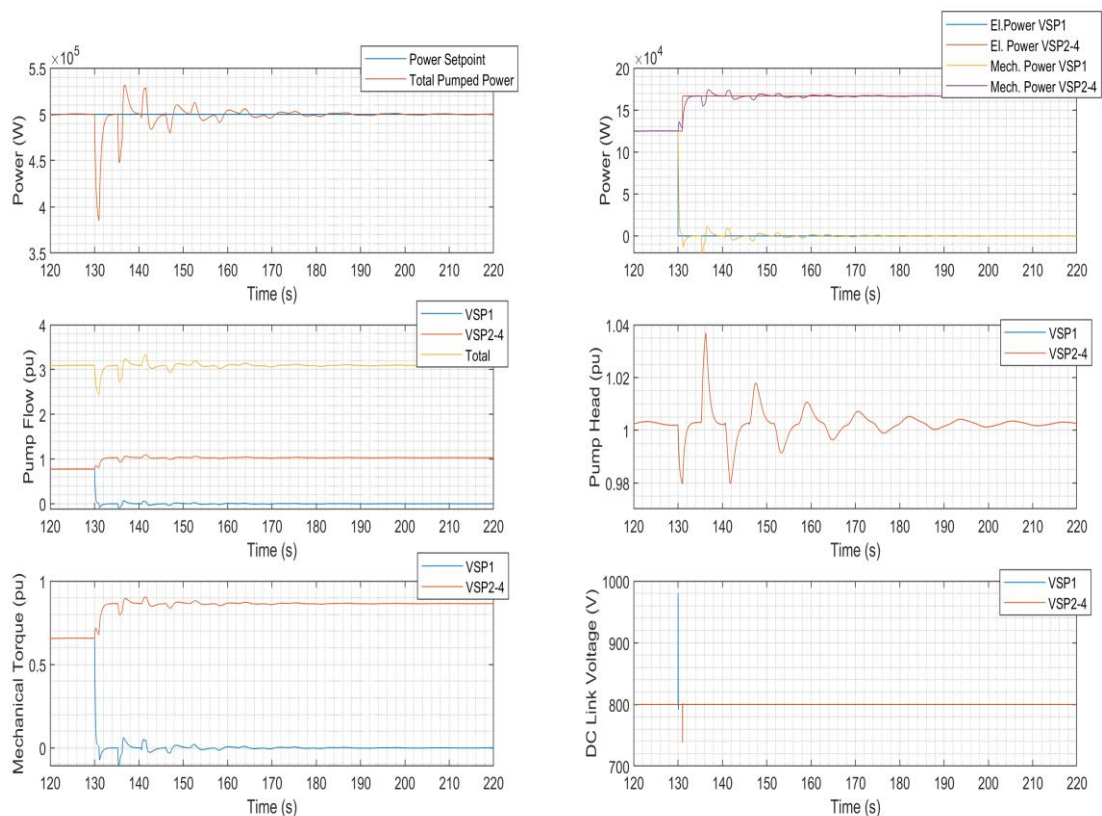 Power Setpoint
Total Pumped Power
×10⁵
5.5
5
4.5
4
3.5
Power (W)
120 130 140 150 160 170 180 190 200 210 220
Time (s)
El.Power VSP1
El. Power VSP2-4
Mech. Power VSP1
Mech. Power VSP2-4
×10⁴
20
15
10
5
0
Power (W)
120 130 140 150 160 170 180 190 200 210 220
Time (s)
VSP1
VSP2-4
Total
4
3
2
1
0
Pump Flow (pu)
120 130 140 150 160 170 180 190 200 210 220
Time (s)
VSP1
VSP2-4
1.04
1.02
1
0.98
Pump Head (pu)
120 130 140 150 160 170 180 190 200 210 220
Time (s)
VSP1
VSP2-4
1
0.5
0
Mechanical Torque (pu)
120 130 140 150 160 170 180 190 200 210 220
Time (s)
VSP1
VSP2-4
1000
900
800
700
DC Link Voltage (V)
120 130 140 150 160 170 180 190 200 210 220
Time (s)